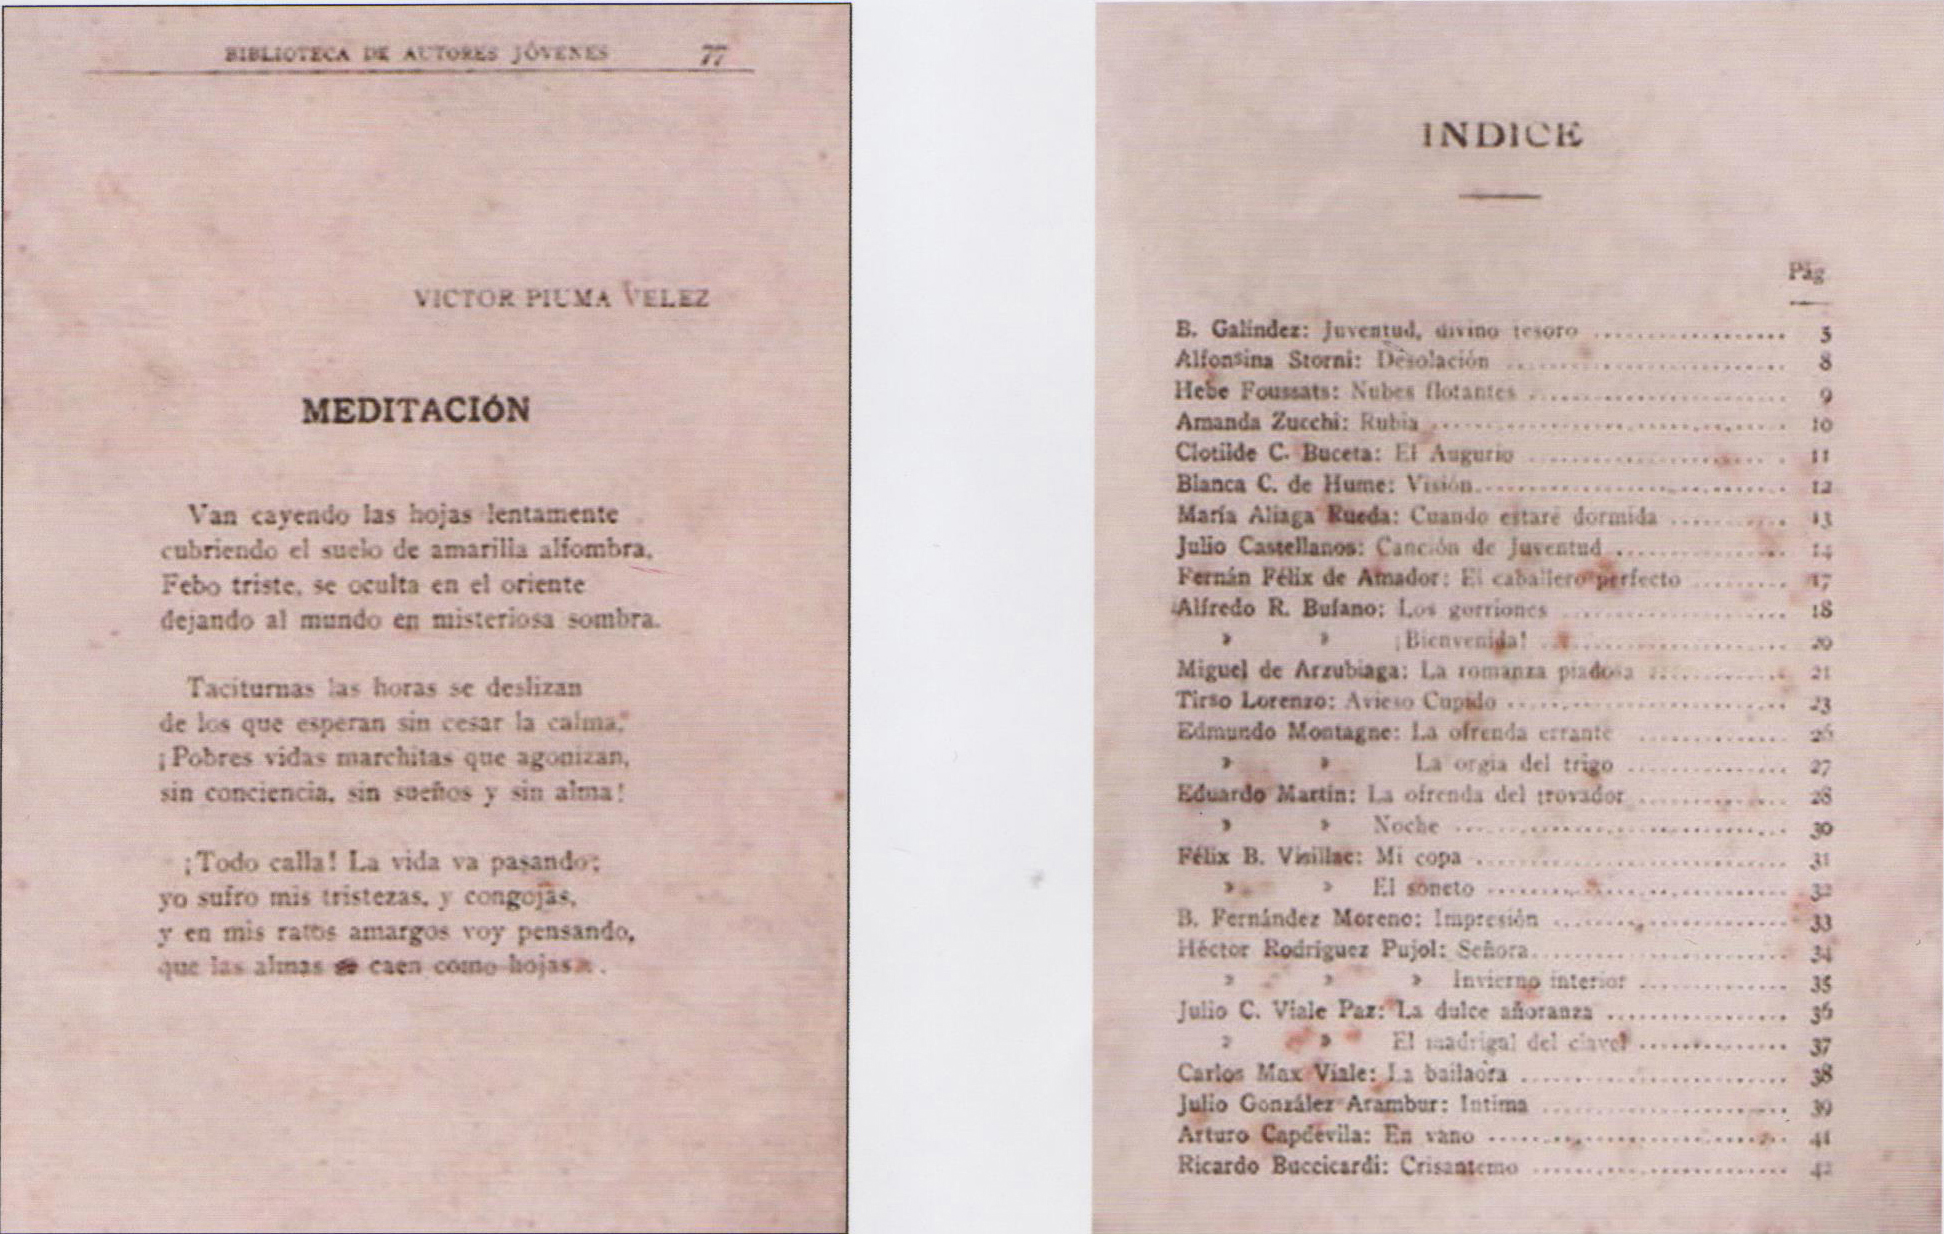 BIBLIOTECA DE AUTORES JÓVENES 77
VICTOR PIUMA VELEZ
MEDITACIÓN
Van cayendo las hojas lentamente
cubriendo el suelo de amarilla alfombra,
Febo triste, se oculta en el oriente
dejando al mundo en misteriosa sombra.
Taciturnas las horas se deslizan
de los que esperan sin cesar la calma,
¡Pobres vidas marchitas que agonizan,
sin conciencia, sin sueños y sin alma!
¡Todo calla! La vida va pasando;
yo sufro mis tristezas, y congojas,
y en mis ratos amargos voy pensando,
que las almas caen como hojas.
INDICE
Pág
B. Galíndez: Juventud, divino tesoro .................. 5
Alfonsina Storni: Desolación .......................... 8
Hebe Foussats: Nubes flotantes ........................ 9
Amanda Zucchi: Rubia .................................. 10
Clotilde C. Buceta: El Augurio ........................ 11
Blanca C. de Hume: Visión.............................. 12
María Aliaga Rueda: Cuando estaré dormida ........... 13
Julio Castellanos: Canción de Juventud ................ 14
Fernán Félix de Amador: El caballero perfecto ......... 17
Alfredo R. Bufano: Los gorriones ...................... 18
» » ¡Bienvenida! ........................ 20
Miguel de Arzubiaga: La romanza piadosa ............. 21
Tirso Lorenzo: Avieso Cupido .......................... 23
Edmundo Montagne: La ofrenda errante .............. 26
» » La orgia del trigo ................ 27
Eduardo Martín: La ofrenda del trovador ............... 28
» » Noche ................................ 30
Félix B. Visillac: Mi copa ............................ 31
» » El soneto ............................ 32
B. Fernández Moreno: Impresión ........................ 33
Héctor Rodríguez Pujol: Señora......................... 34
» » » Invierno interior .............. 35
Julio C. Viale Paz: La dulce añoranza ................. 36
» » El madrigal del clavel .............. 37
Carlos Max Viale: La bailaora ......................... 38
Julio González Arambur: Intima ........................ 39
Arturo Capdevila: En vano ............................. 41
Ricardo Buccicardi: Crisantemo ........................ 42